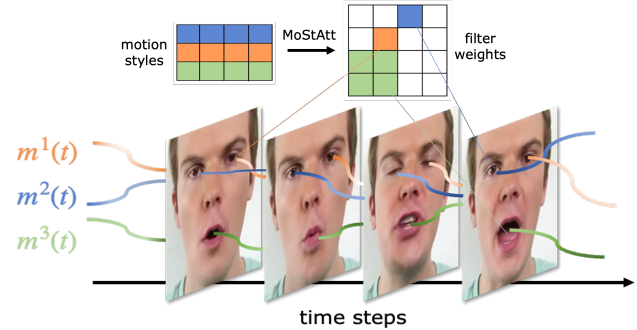 motion
styles
MoStAtt
filter
weights
m¹(t)
m²(t)
m³(t)
time steps